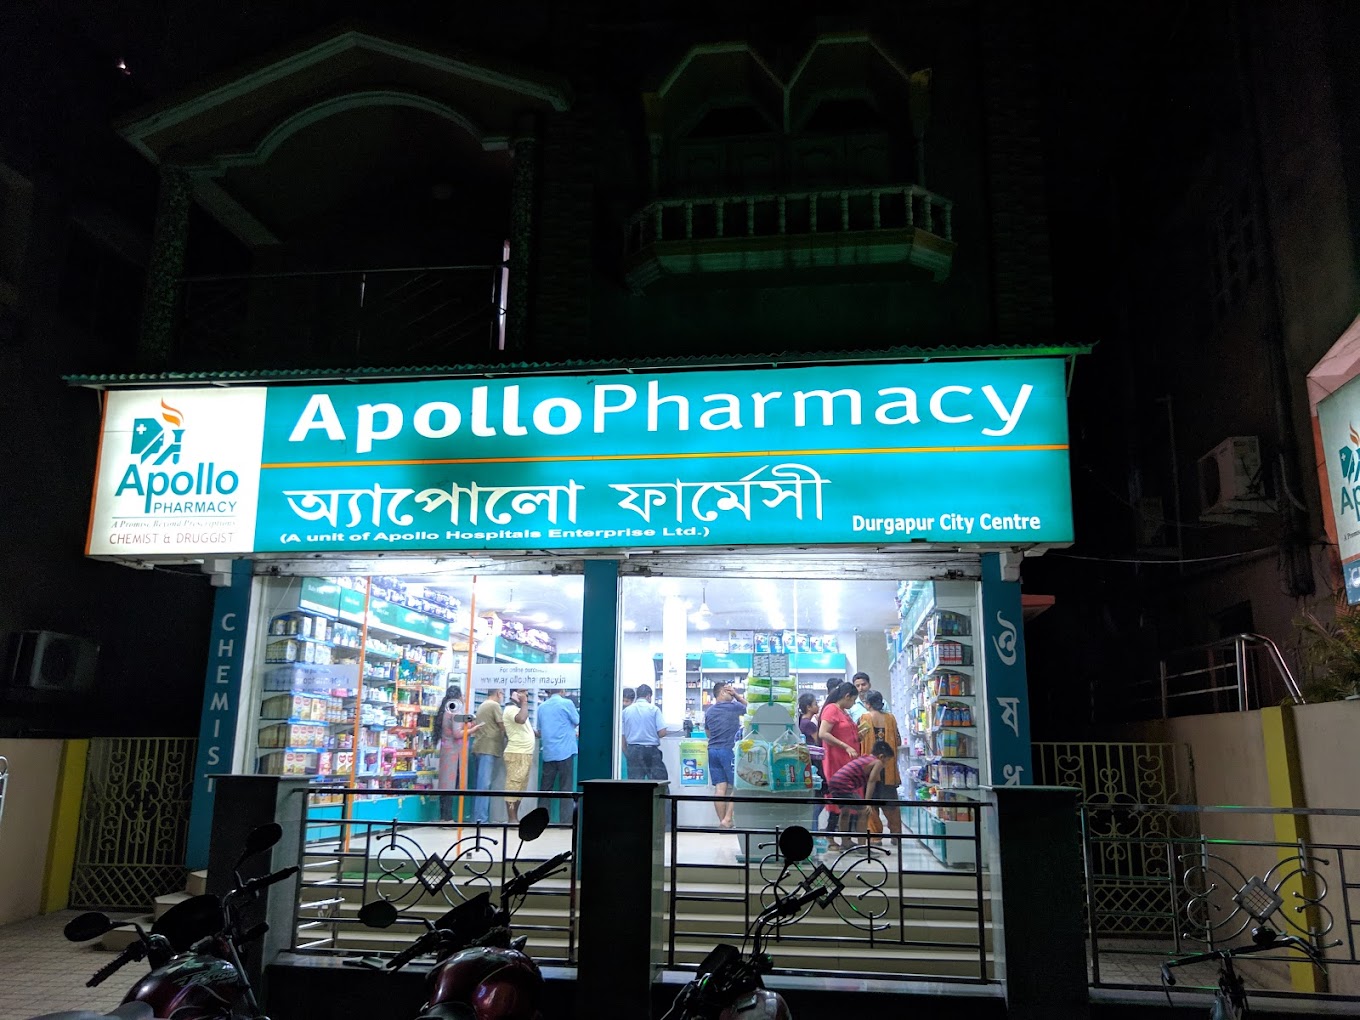 Apollo
PHARMACY
A Promise Beyond Prescriptions
CHEMIST & DRUGGIST
ApolloPharmacy
অ্যাপোলো ফার্মেসী
(A unit of Apollo Hospitals Enterprise Ltd.)
Durgapur City Centre
CHEMIST
ঔষধ
www.apollopharmacy.in